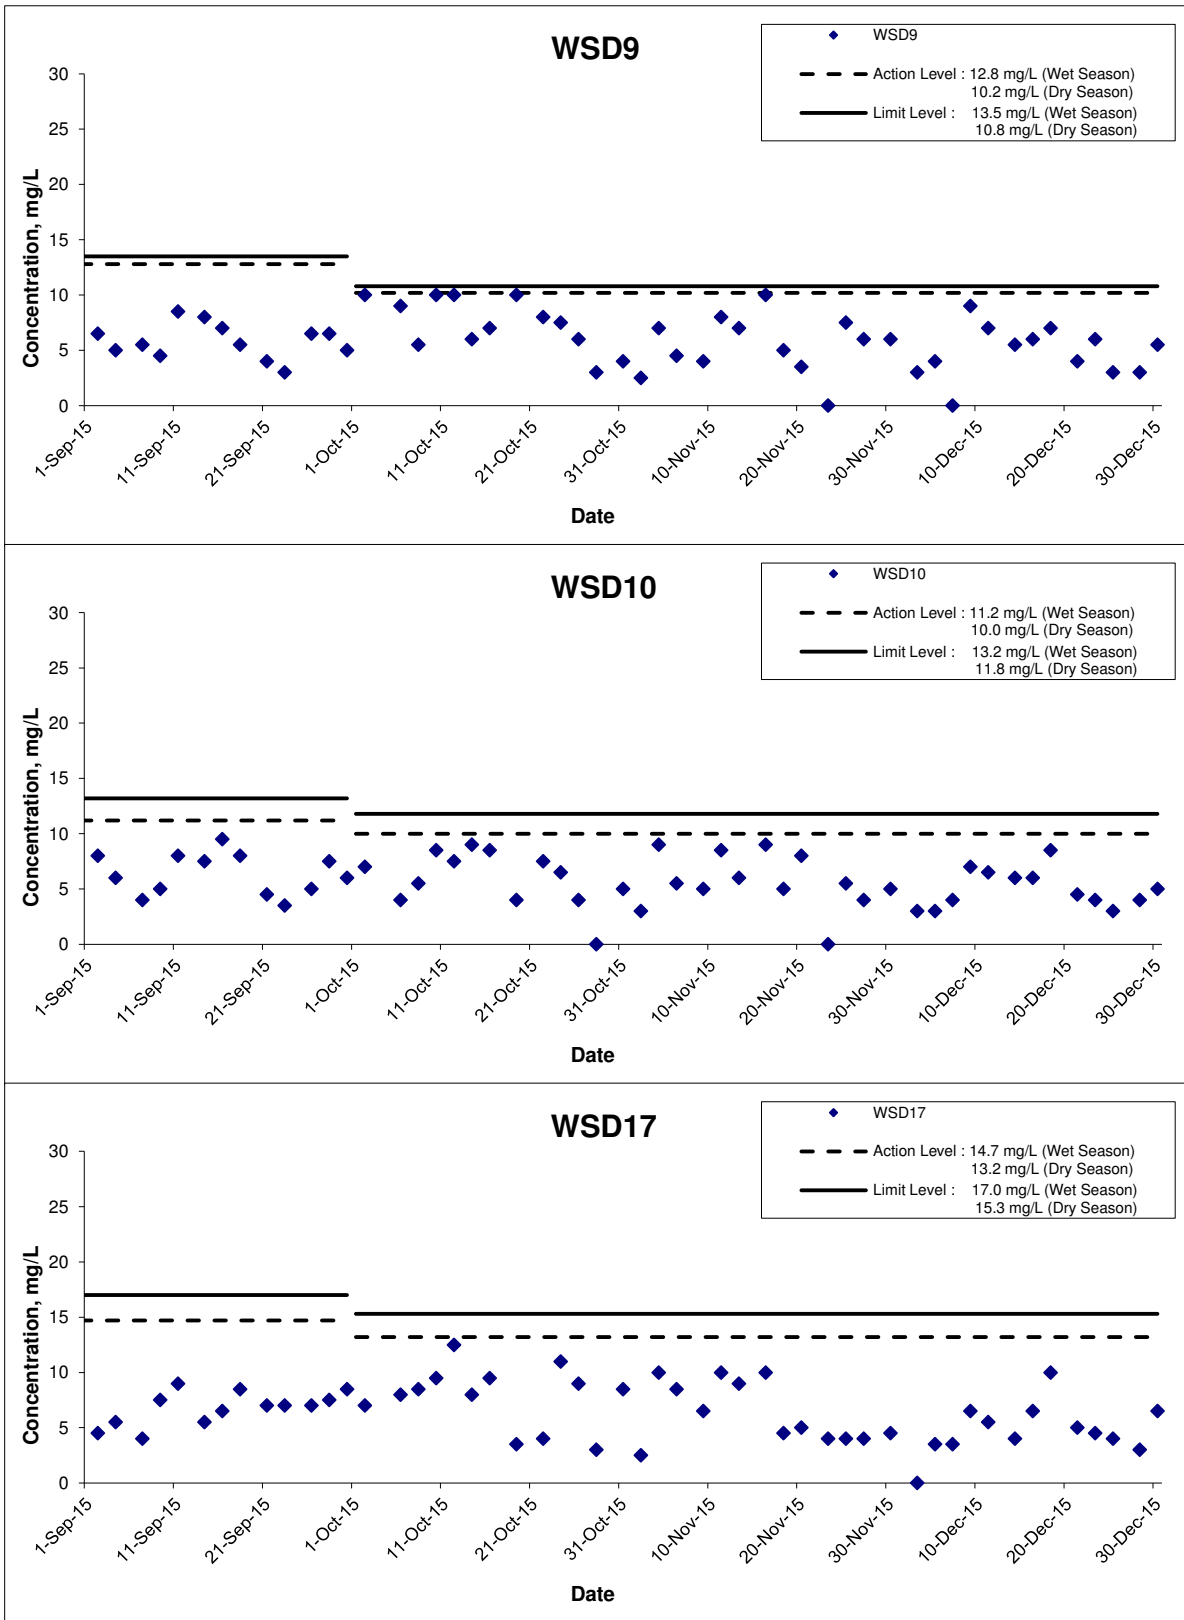 WSD9
WSD9
Action Level : 12.8 mg/L (Wet Season)
10.2 mg/L (Dry Season)
Limit Level : 13.5 mg/L (Wet Season)
10.8 mg/L (Dry Season)
Concentration, mg/L
30
25
20
15
10
5
0
1-Sep-15
11-Sep-15
21-Sep-15
1-Oct-15
11-Oct-15
21-Oct-15
31-Oct-15
10-Nov-15
20-Nov-15
30-Nov-15
10-Dec-15
20-Dec-15
30-Dec-15
Date
WSD10
WSD10
Action Level : 11.2 mg/L (Wet Season)
10.0 mg/L (Dry Season)
Limit Level : 13.2 mg/L (Wet Season)
11.8 mg/L (Dry Season)
Concentration, mg/L
30
25
20
15
10
5
0
1-Sep-15
11-Sep-15
21-Sep-15
1-Oct-15
11-Oct-15
21-Oct-15
31-Oct-15
10-Nov-15
20-Nov-15
30-Nov-15
10-Dec-15
20-Dec-15
30-Dec-15
Date
WSD17
WSD17
Action Level : 14.7 mg/L (Wet Season)
13.2 mg/L (Dry Season)
Limit Level : 17.0 mg/L (Wet Season)
15.3 mg/L (Dry Season)
Concentration, mg/L
30
25
20
15
10
5
0
1-Sep-15
11-Sep-15
21-Sep-15
1-Oct-15
11-Oct-15
21-Oct-15
31-Oct-15
10-Nov-15
20-Nov-15
30-Nov-15
10-Dec-15
20-Dec-15
30-Dec-15
Date